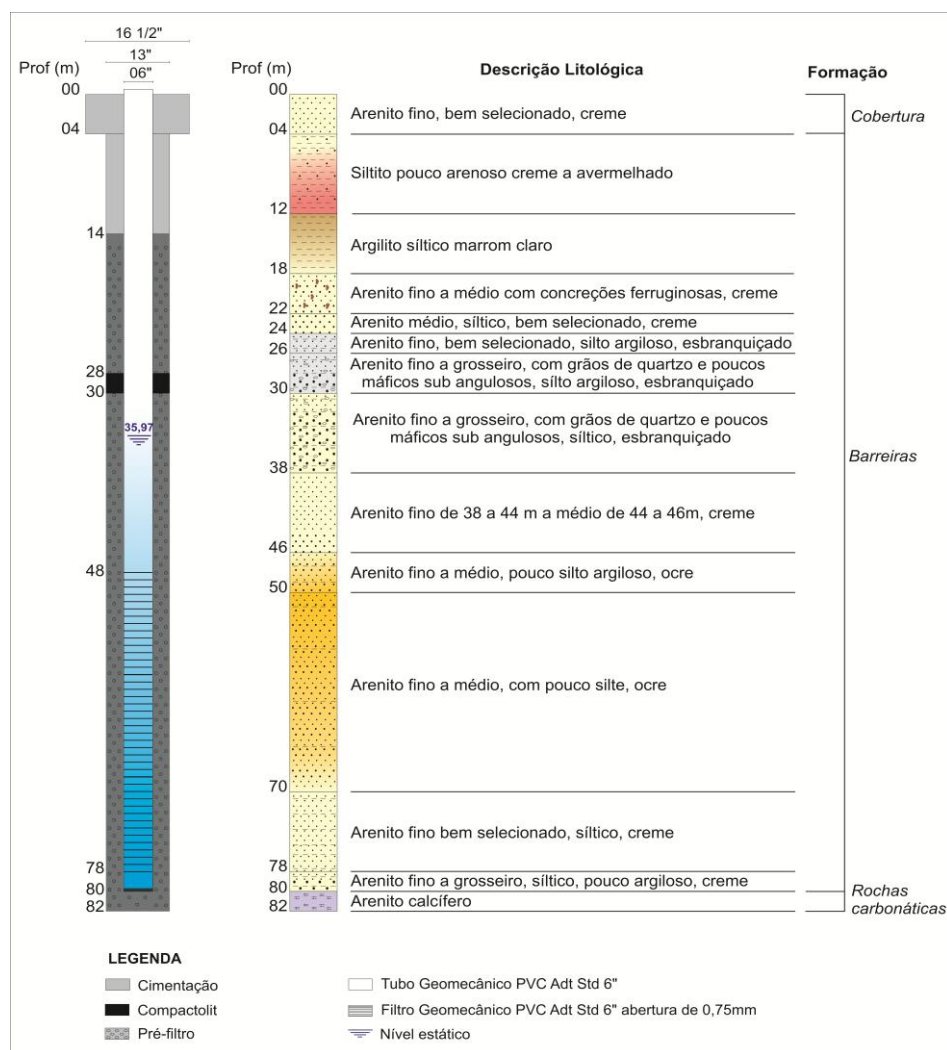 16 1/2"
13"
Prof (m) 06"
00
04
14
28
30
35,97
48
78
80
82
Prof (m) Descrição Litológica Formação
00
Arenito fino, bem selecionado, creme Cobertura
04
Siltito pouco arenoso creme a avermelhado
12
Argilito síltico marrom claro
18
Arenito fino a médio com concreções ferruginosas, creme
22
Arenito médio, síltico, bem selecionado, creme
24
Arenito fino, bem selecionado, silto argiloso, esbranquiçado
26
Arenito fino a grosseiro, com grãos de quartzo e poucos
máficos sub angulosos, sílto argiloso, esbranquiçado
30
Arenito fino a grosseiro, com grãos de quartzo e poucos
máficos sub angulosos, síltico, esbranquiçado
Barreiras
38
Arenito fino de 38 a 44 m a médio de 44 a 46m, creme
46
Arenito fino a médio, pouco silto argiloso, ocre
50
Arenito fino a médio, com pouco silte, ocre
70
Arenito fino bem selecionado, síltico, creme
78
Arenito fino a grosseiro, síltico, pouco argiloso, creme
80
Arenito calcífero
82
Rochas
carbonáticas
LEGENDA
Cimentação
Compactolit
Pré-filtro
Tubo Geomecânico PVC Adt Std 6"
Filtro Geomecânico PVC Adt Std 6" abertura de 0,75mm
Nível estático